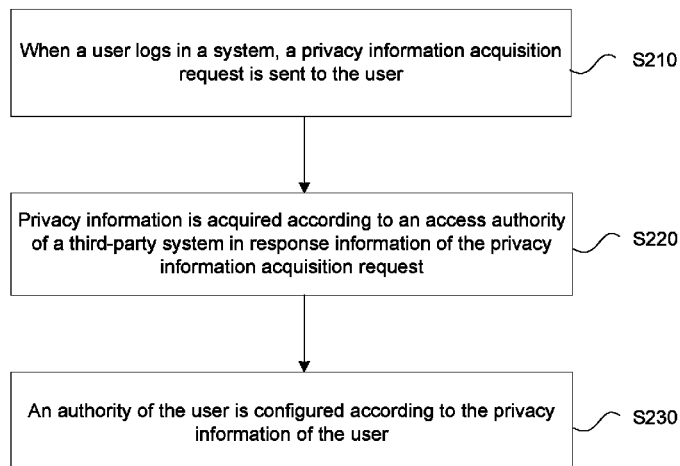 When a user logs in a system, a privacy information acquisition
request is sent to the user
S210
Privacy information is acquired according to an access authority
of a third-party system in response information of the privacy
information acquisition request
S220
An authority of the user is configured according to the privacy
information of the user
S230